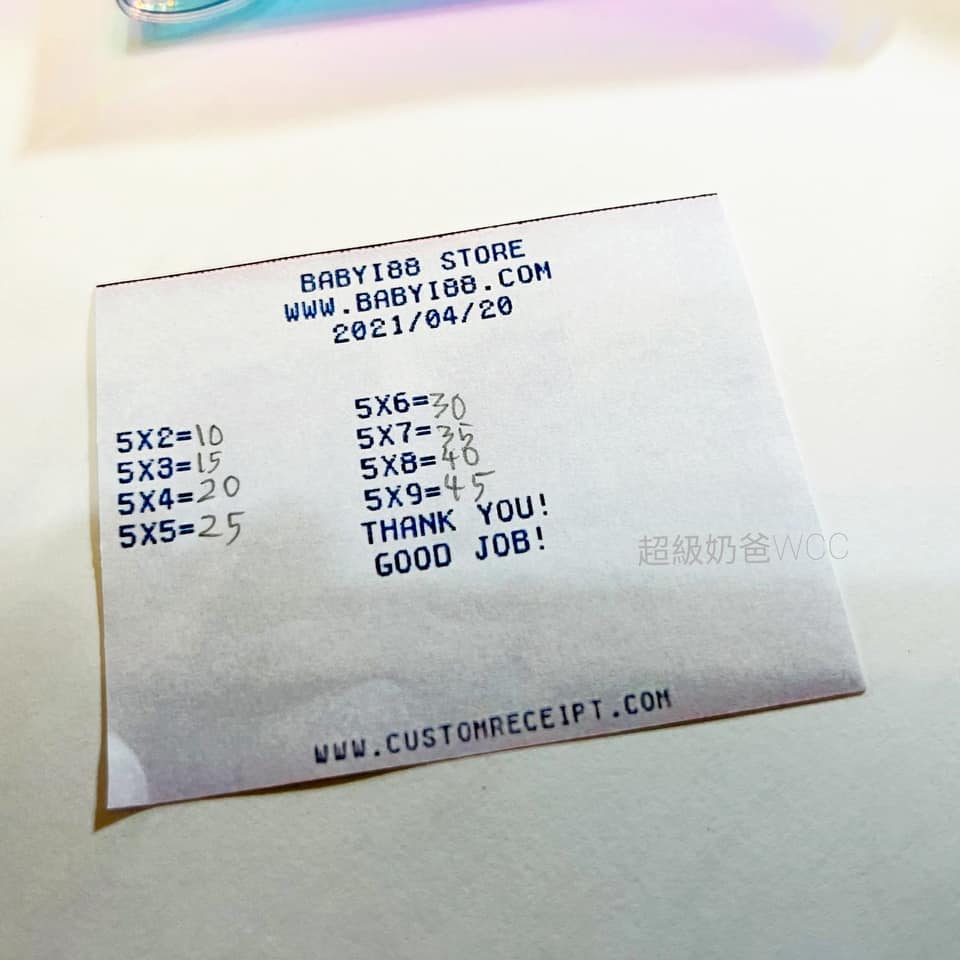 BABYI88 STORE
WWW.BABYI88.COM
2021/04/20
5X2=10
5X3=15
5X4=20
5X5=25
5X6=30
5X7=35
5X8=40
5X9=45
THANK YOU!
GOOD JOB!
超級奶爸WCC
WWW.CUSTOMRECEIPT.COM